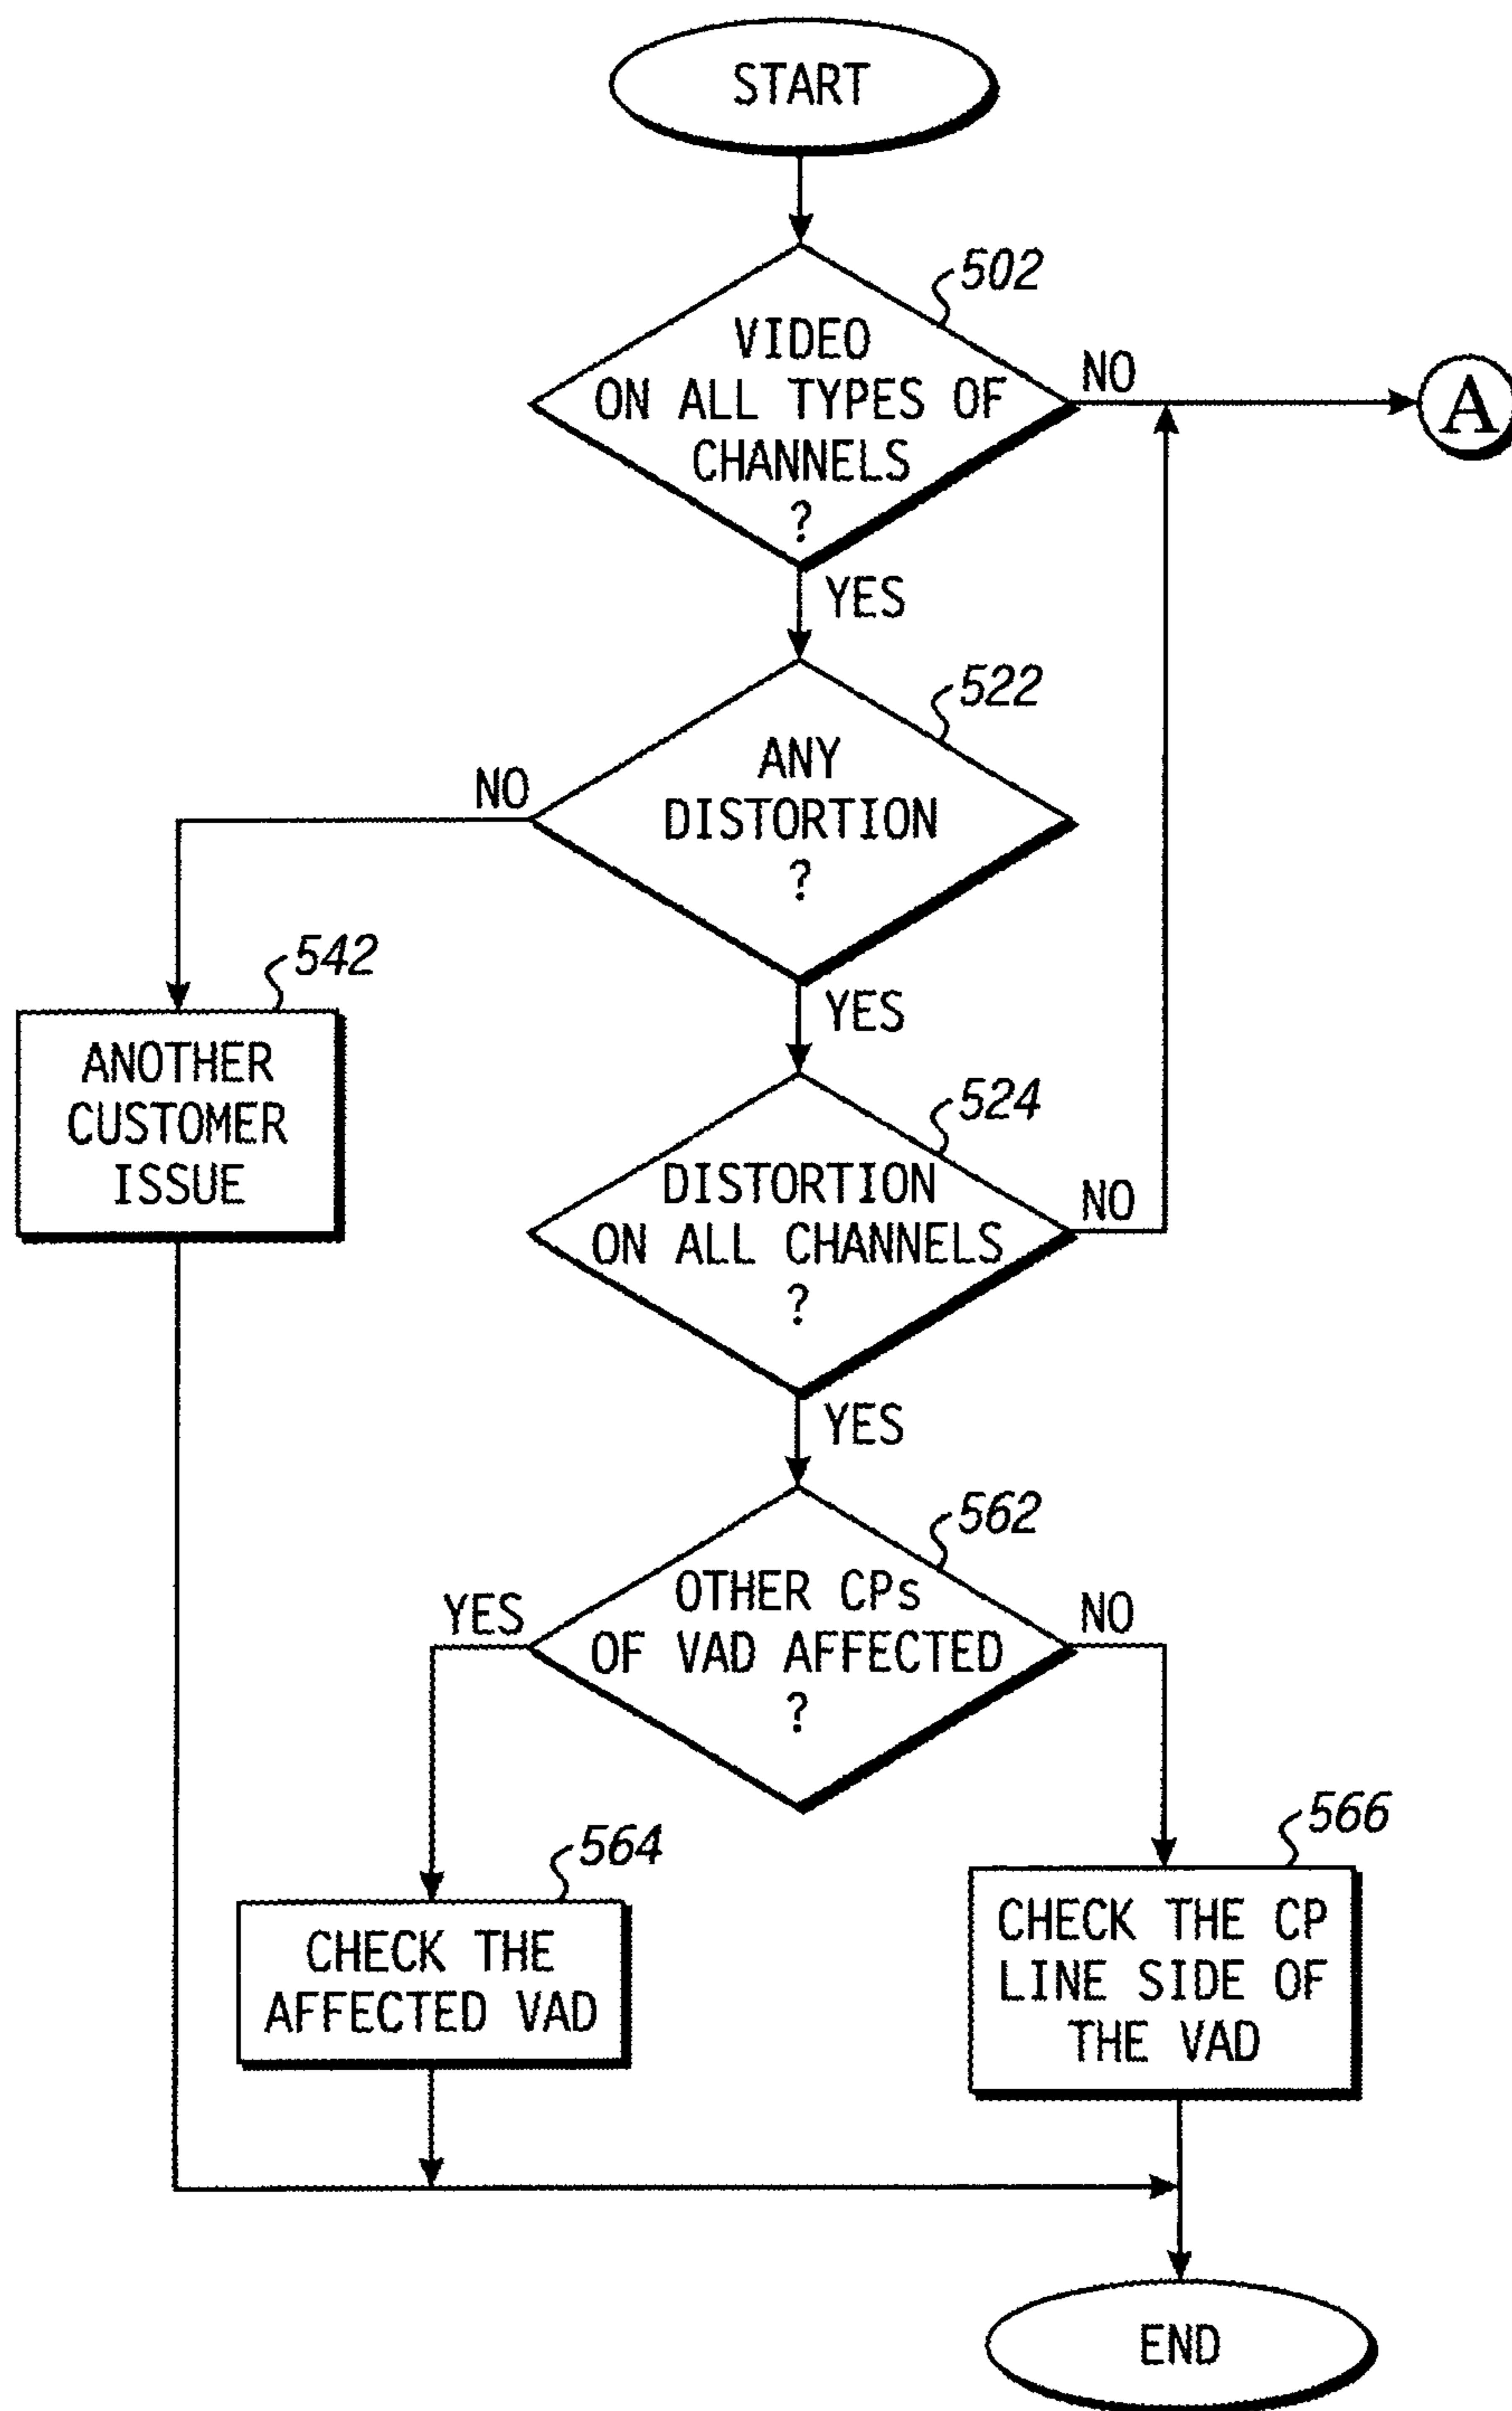 START
502
VIDEO
ON ALL TYPES OF
CHANNELS
?
NO
A
YES
522
ANY
DISTORTION
?
NO
YES
542
ANOTHER
CUSTOMER
ISSUE
524
DISTORTION
ON ALL CHANNELS
?
NO
YES
562
OTHER CPs
OF VAD AFFECTED
?
YES
NO
564
CHECK THE
AFFECTED VAD
566
CHECK THE CP
LINE SIDE OF
THE VAD
END